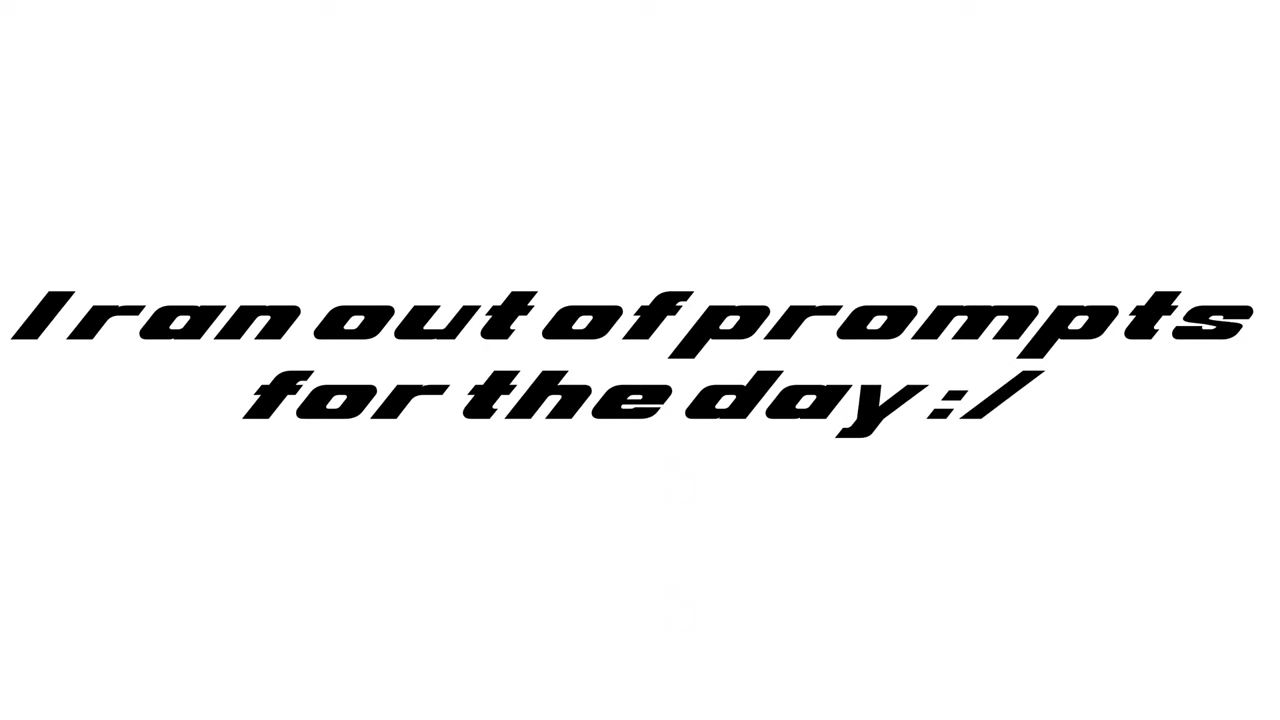 I ran out of prompts
for the day :/